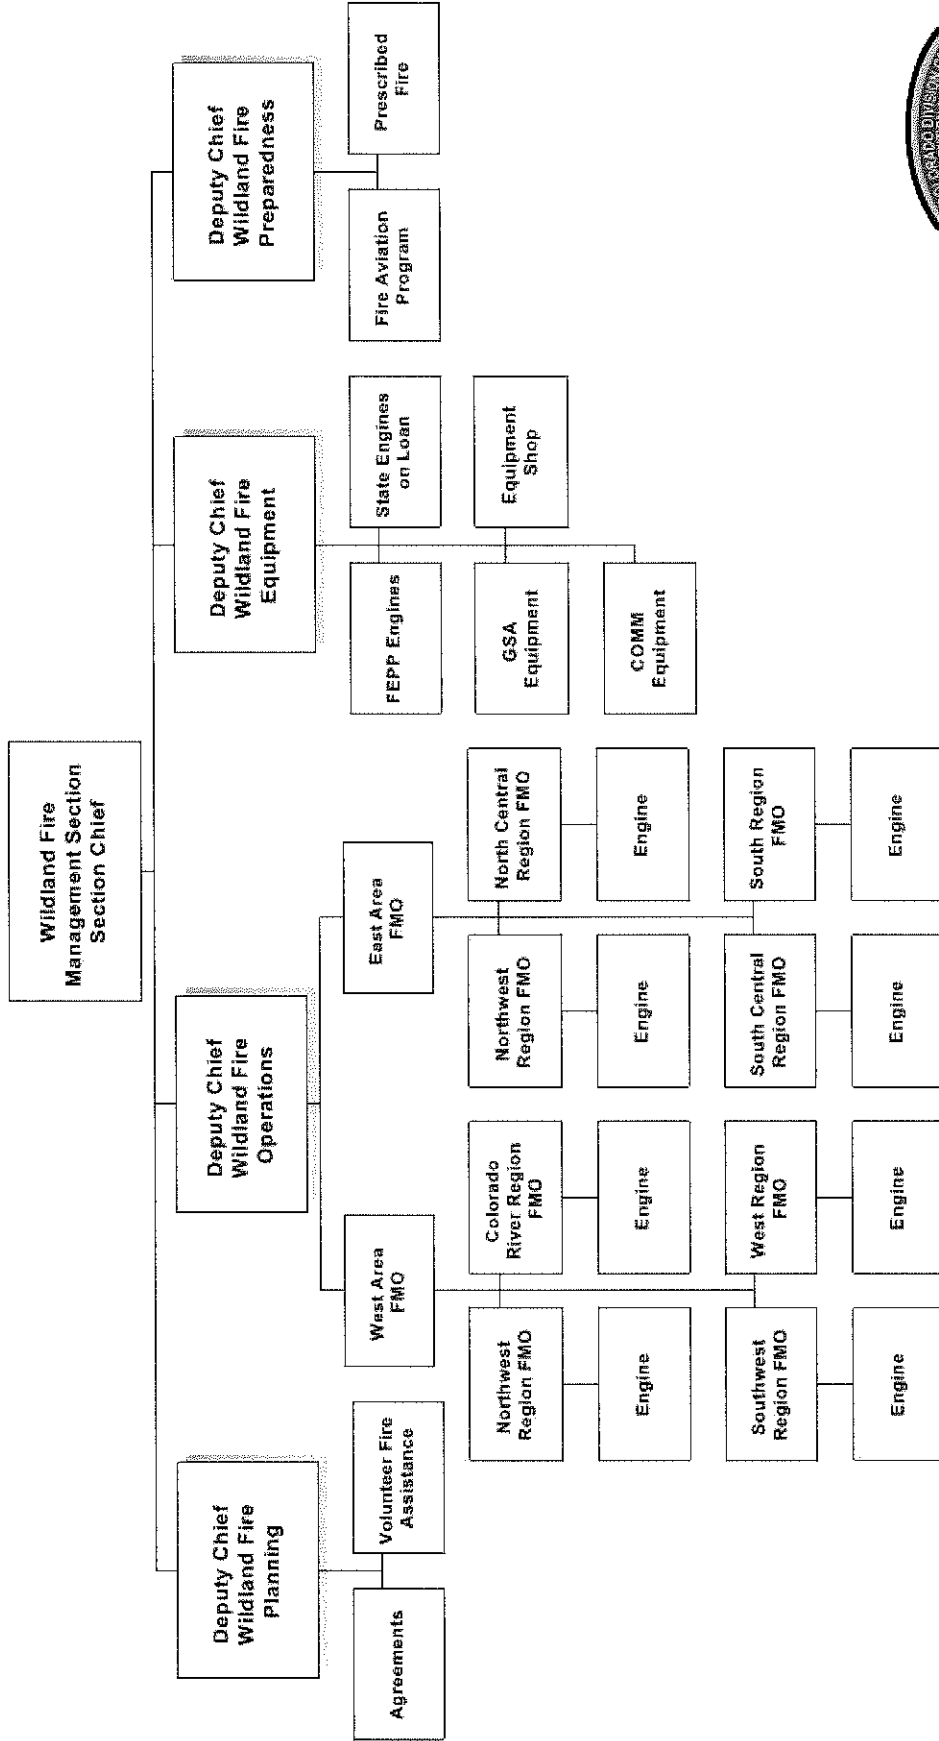 Wildland Fire
Management Section
Section Chief
Deputy Chief
Wildland Fire
Planning
Deputy Chief
Wildland Fire
Operations
Deputy Chief
Wildland Fire
Equipment
Deputy Chief
Wildland Fire
Preparedness
Agreements
Volunteer Fire
Assistance
West Area
FMO
East Area
FMO
FEPP Engines
State Engines
on Loan
Fire Aviation
Program
Prescribed
Fire
Northwest
Region FMO
Colorado
River Region
FMO
Northwest
Region FMO
North Central
Region FMO
GSA
Equipment
Equipment
Shop
Engine
Engine
Engine
Engine
COMM
Equipment
Southwest
Region FMO
West Region
FMO
South Central
Region FMO
South Region
FMO
Engine
Engine
Engine
Engine